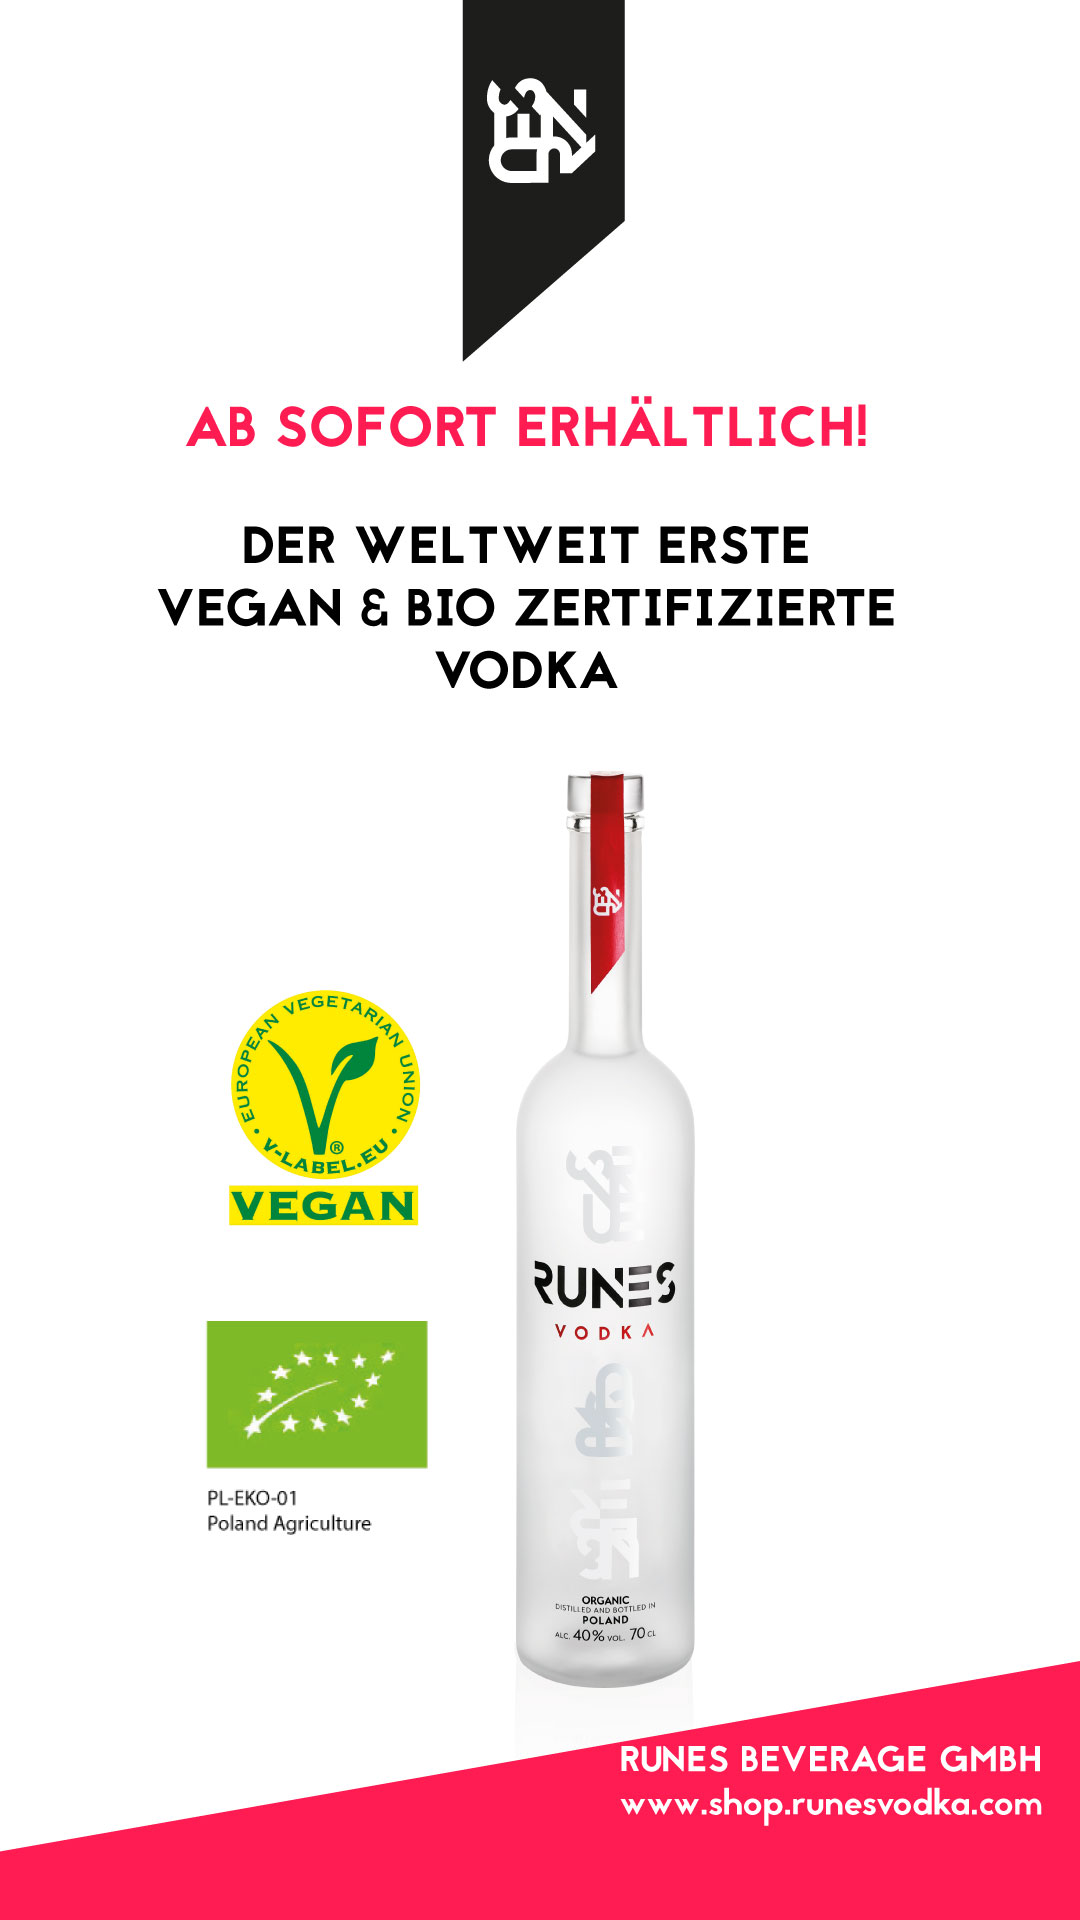 AB SOFORT ERHÄLTLICH!
DER WELTWEIT ERSTE
VEGAN & BIO ZERTIFIZIERTE
VODKA
• EUROPEAN VEGETARIAN UNION •
V-LABEL.EU
®
VEGAN
PL-EKO-01
Poland Agriculture
RUNES
VODKA
ORGANIC
DISTILLED AND BOTTLED IN
POLAND
ALC. 40% VOL. 70 CL
RUNES BEVERAGE GMBH
www.shop.runesvodka.com